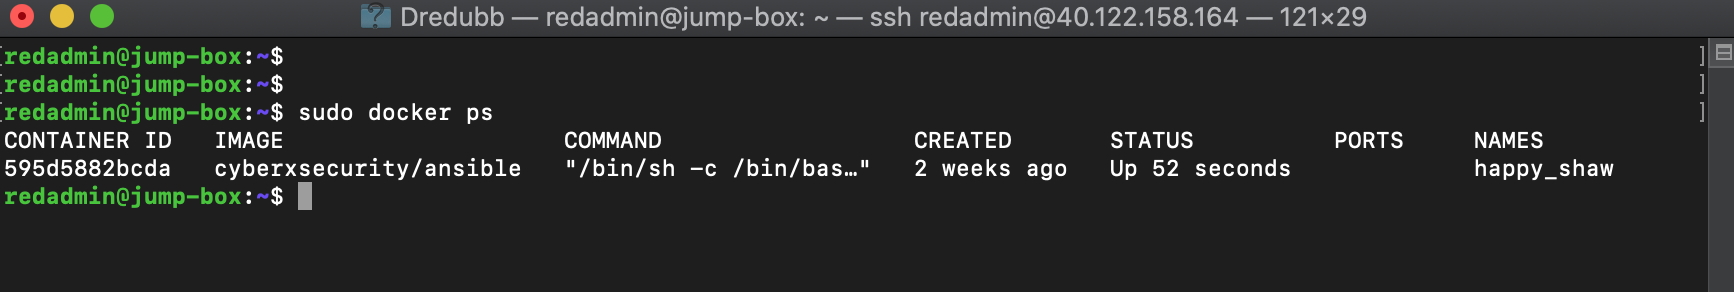 Dredubb — redadmin@jump-box: ~ — ssh redadmin@40.122.158.164 — 121×29
[redadmin@jump-box:~$ ]
[redadmin@jump-box:~$ ]
[redadmin@jump-box:~$ sudo docker ps ]
CONTAINER ID IMAGE COMMAND CREATED STATUS PORTS NAMES
595d5882bcda cyberxsecurity/ansible "/bin/sh -c /bin/bas…" 2 weeks ago Up 52 seconds happy_shaw
redadmin@jump-box:~$